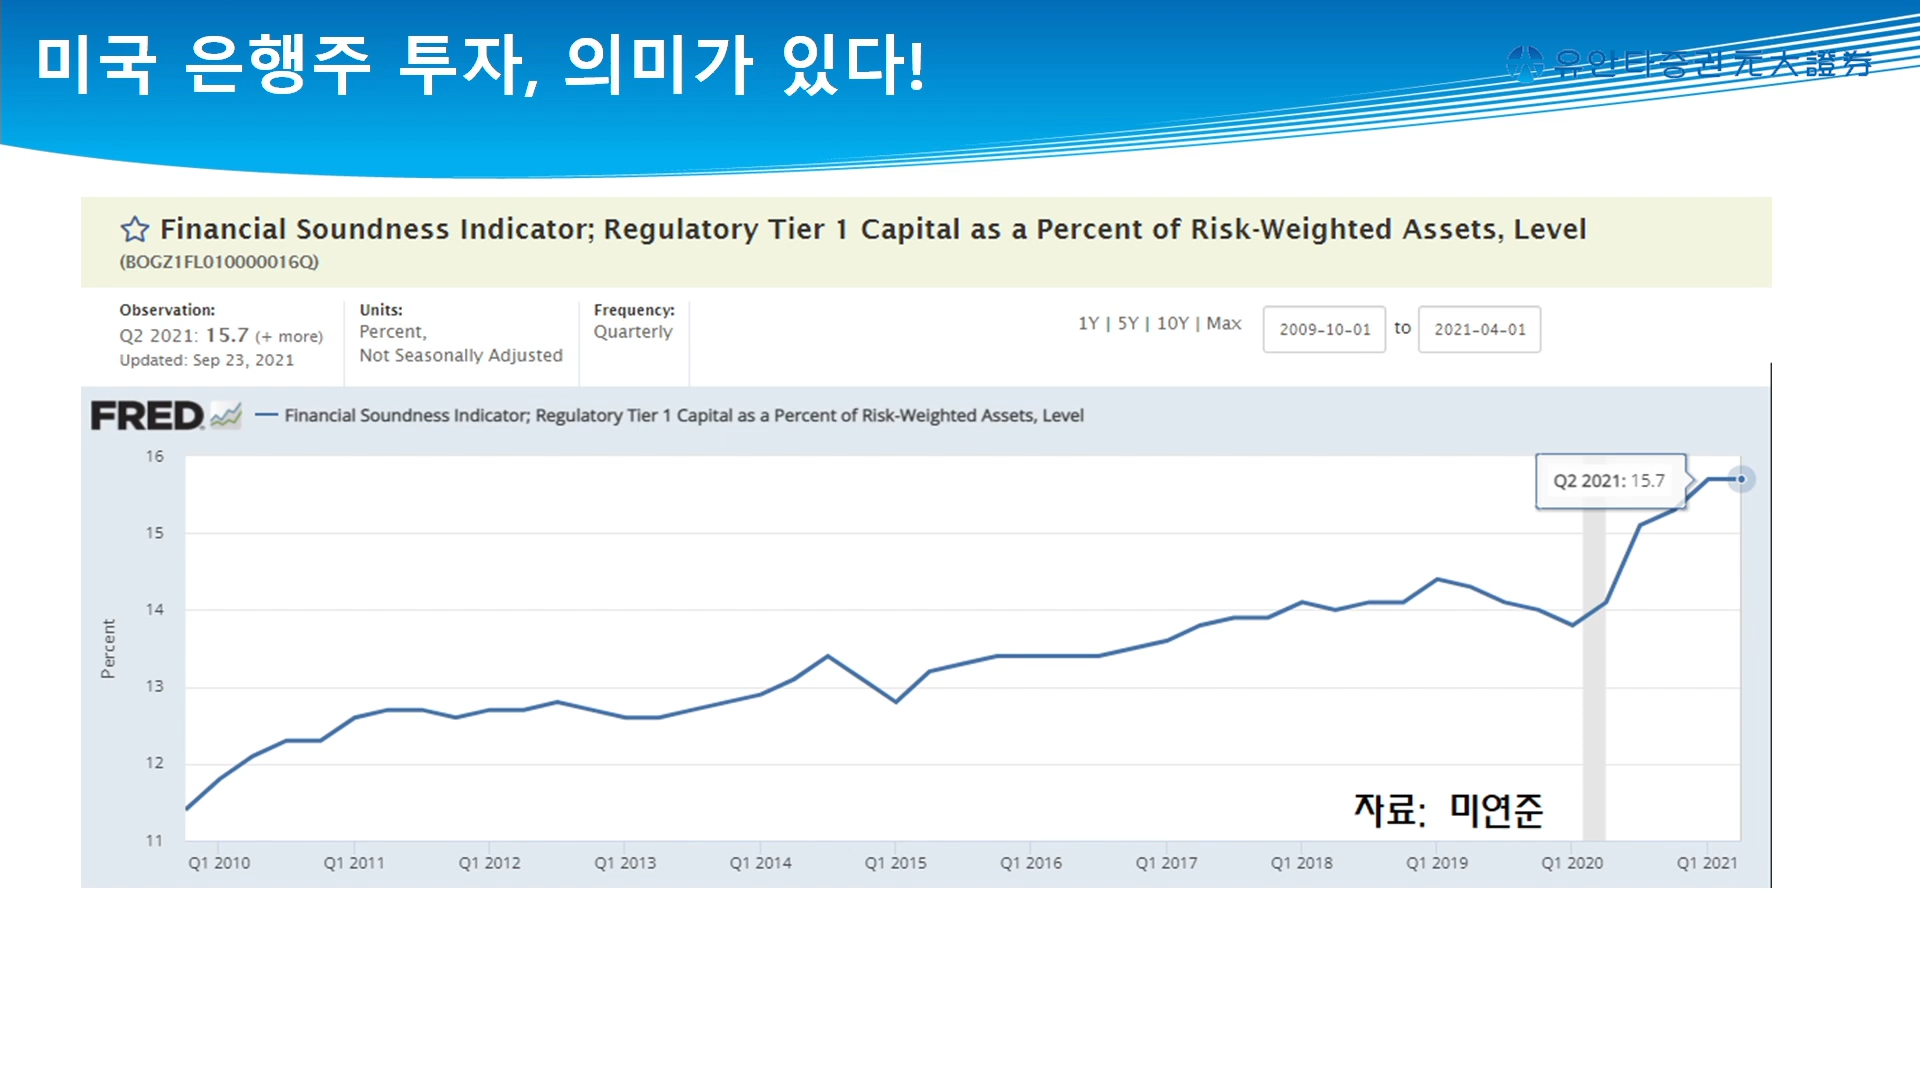 미국 은행주 투자, 의미가 있다!
유안타증권 元大證券
Financial Soundness Indicator; Regulatory Tier 1 Capital as a Percent of Risk-Weighted Assets, Level
(BOGZ1FL010000016Q)
Observation:
Q2 2021: 15.7 (+ more)
Updated: Sep 23, 2021
Units:
Percent,
Not Seasonally Adjusted
Frequency:
Quarterly
1Y | 5Y | 10Y | Max
2009-10-01 to 2021-04-01
FRED
Financial Soundness Indicator; Regulatory Tier 1 Capital as a Percent of Risk-Weighted Assets, Level
16
15
14
13
12
11
Percent
Q2 2021: 15.7
자료: 미연준
Q1 2010 Q1 2011 Q1 2012 Q1 2013 Q1 2014 Q1 2015 Q1 2016 Q1 2017 Q1 2018 Q1 2019 Q1 2020 Q1 2021